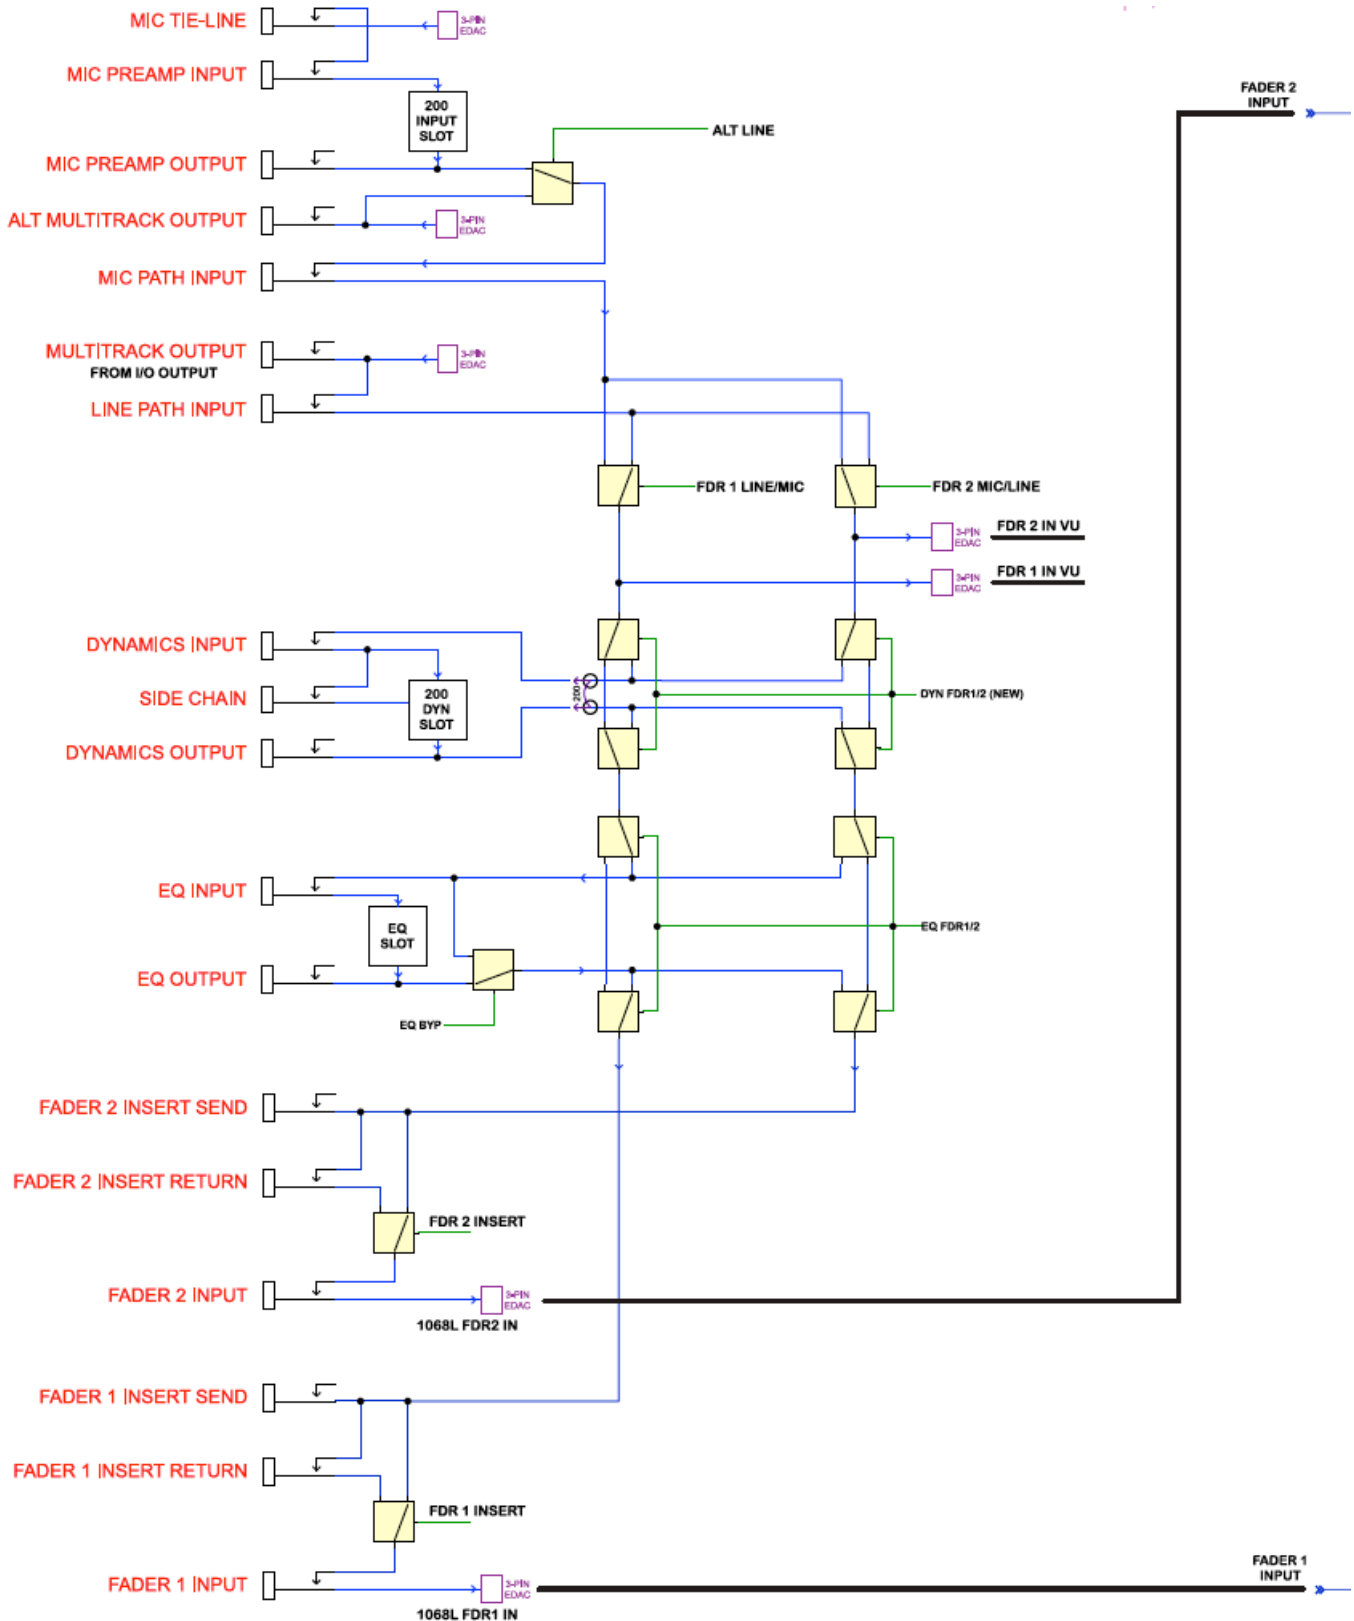 MIC TIE-LINE
3-PIN
EDAC
MIC PREAMP INPUT
FADER 2
INPUT
200
INPUT
SLOT
ALT LINE
MIC PREAMP OUTPUT
ALT MULTITRACK OUTPUT
3-PIN
EDAC
MIC PATH INPUT
MULTITRACK OUTPUT
FROM I/O OUTPUT
3-PIN
EDAC
LINE PATH INPUT
FDR 1 LINE/MIC
FDR 2 MIC/LINE
3-PIN
EDAC
FDR 2 IN VU
3-PIN
EDAC
FDR 1 IN VU
DYNAMICS INPUT
SIDE CHAIN
200
DYN
SLOT
200
DYN FDR1/2 (NEW)
DYNAMICS OUTPUT
EQ INPUT
EQ
SLOT
EQ FDR1/2
EQ OUTPUT
EQ BYP
FADER 2 INSERT SEND
FADER 2 INSERT RETURN
FDR 2 INSERT
FADER 2 INPUT
3-PIN
EDAC
1068L FDR2 IN
FADER 1 INSERT SEND
FADER 1 INSERT RETURN
FDR 1 INSERT
FADER 1
INPUT
FADER 1 INPUT
3-PIN
EDAC
1068L FDR1 IN